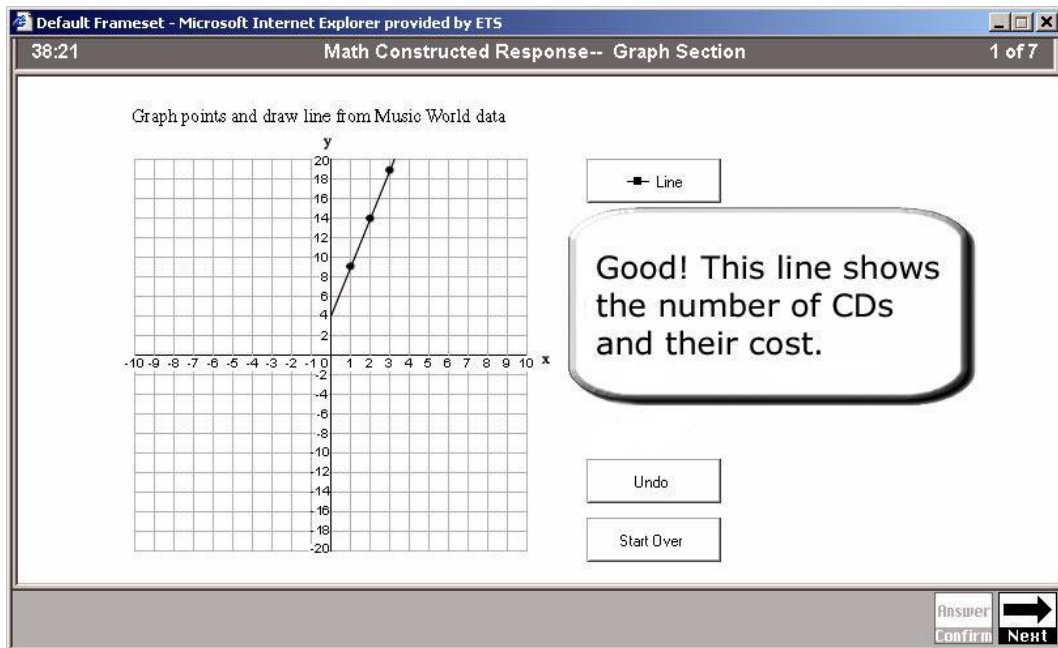 Default Frameset - Microsoft Internet Explorer provided by ETS
38:21 Math Constructed Response-- Graph Section 1 of 7
Graph points and draw line from Music World data
y
20
18
16
14
12
10
8
6
4
2
-10 -9 -8 -7 -6 -5 -4 -3 -2 -1 0 1 2 3 4 5 6 7 8 9 10 x
-2
-4
-6
-8
-10
-12
-14
-16
-18
-20
Line
Good! This line shows
the number of CDs
and their cost.
Undo
Start Over
Answer
Confirm
Next